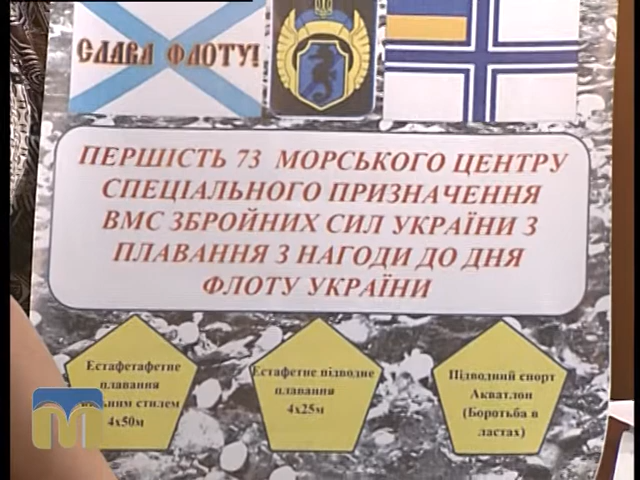 СЛАВА ФЛОТУ!
ПЕРШІСТЬ 73 МОРСЬКОГО ЦЕНТРУ
СПЕЦІАЛЬНОГО ПРИЗНАЧЕННЯ
ВМС ЗБРОЙНИХ СИЛ УКРАЇНИ З
ПЛАВАННЯ З НАГОДИ ДО ДНЯ
ФЛОТУ УКРАЇНИ
Естафетафетне
плавання
стилем
4х50м
Естафетне підводне
плавання
4х25м
Підводний спорт
Акватлон
(Боротьба в
ластах)